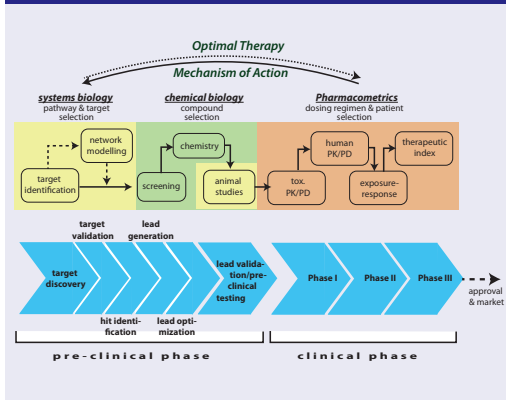 Optimal Therapy
Mechanism of Action
systems biology
pathway & target
selection
chemical biology
compound
selection
Pharmacometrics
dosing regimen & patient
selection
network
modelling
target
identification
chemistry
screening
animal
studies
human
PK/PD
tox.
PK/PD
therapeutic
index
exposure-
response
target
validation
lead
generation
target
discovery
lead valida-
tion/pre-
clinical
testing
Phase I
Phase II
Phase III
approval
& market
hit identi-
fication
lead opti-
mization
pre-clinical phase
clinical phase